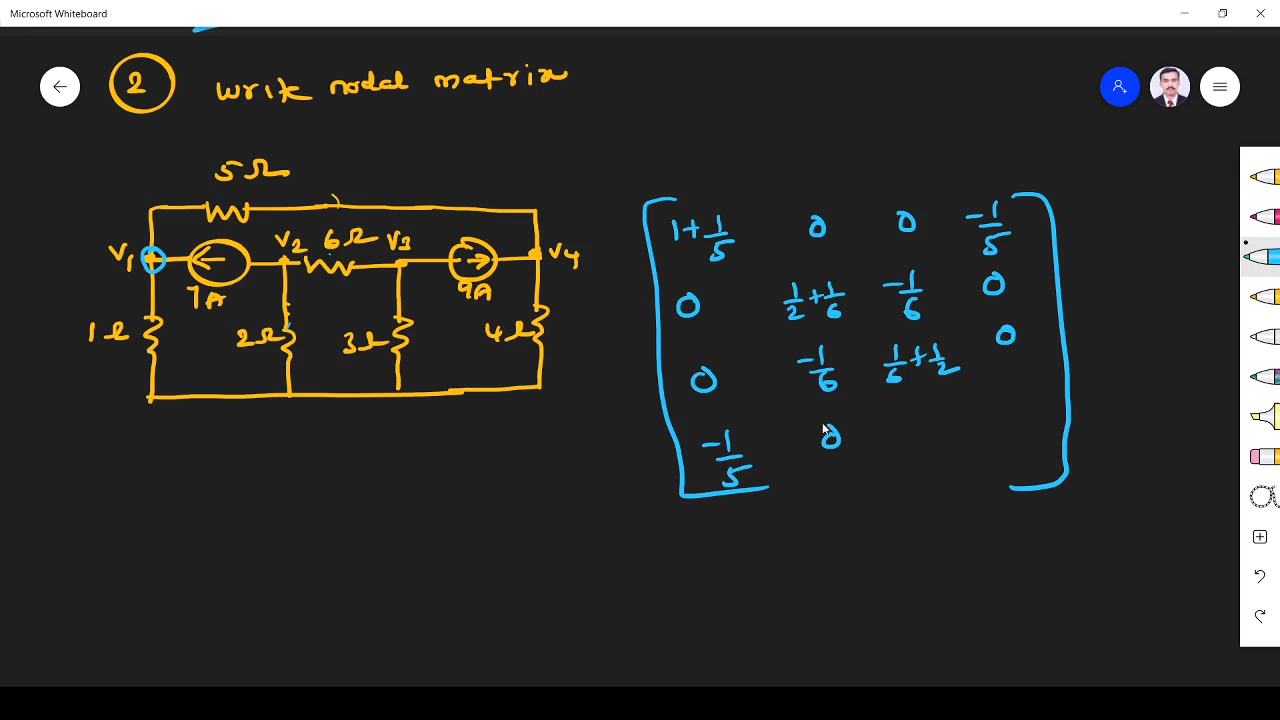 Microsoft Whiteboard
2 write nodal matrix
5Ω
V1 V2 6Ω V3 V4
7A 9A
1Ω 2Ω 3Ω 4Ω
1+1/5 0 0 -1/5
0 1/2+1/6 -1/6 0
0 -1/6 1/6+1/2 0
-1/5 0